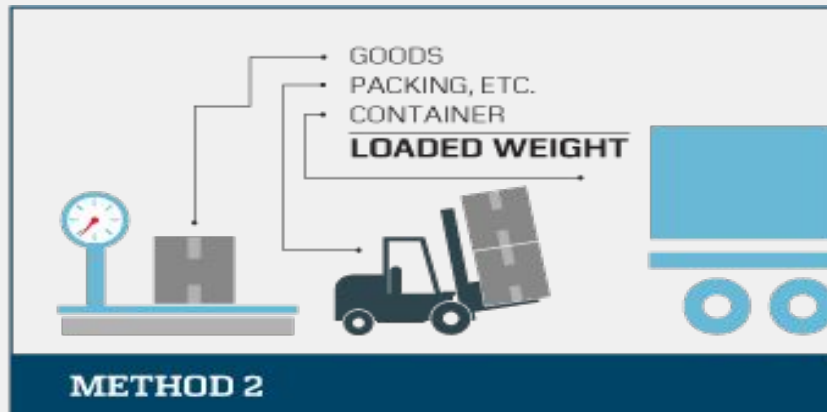 GOODS
PACKING, ETC.
CONTAINER
LOADED WEIGHT
METHOD 2